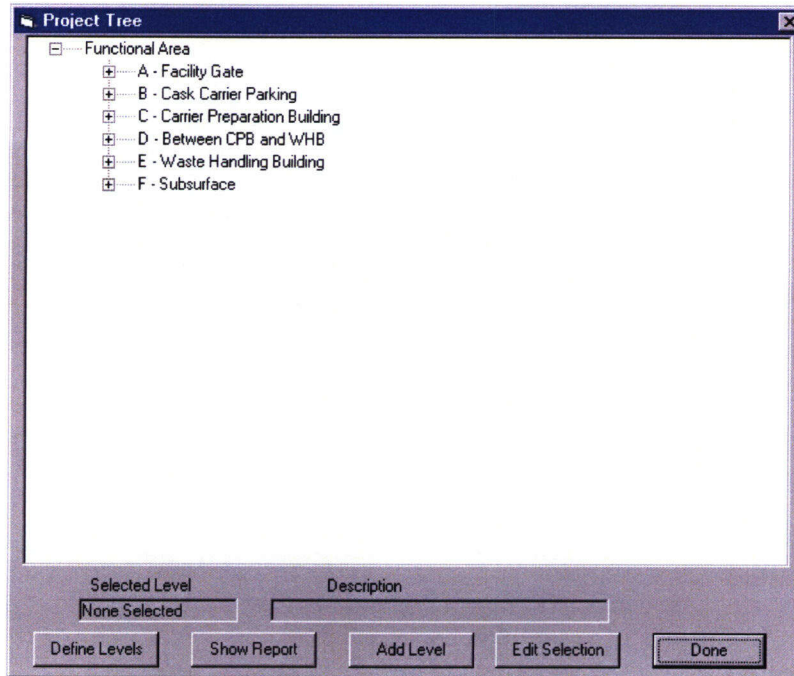 Project Tree
Functional Area
A - Facility Gate
B - Cask Carrier Parking
C - Carrier Preparation Building
D - Between CPB and WHB
E - Waste Handling Building
F - Subsurface
Selected Level Description
None Selected
Define Levels Show Report Add Level Edit Selection Done